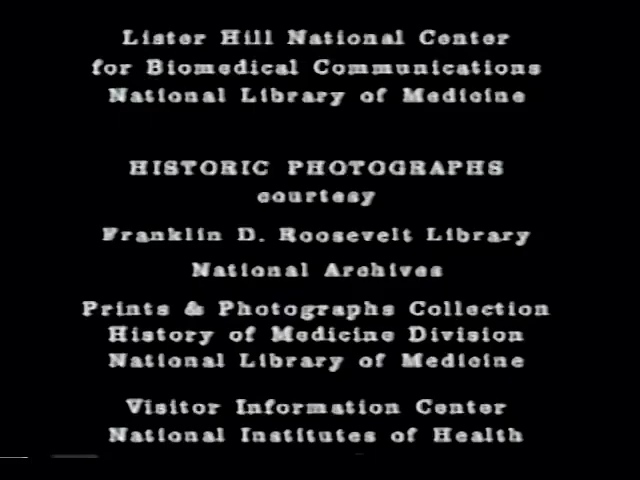 Lister Hill National Center
for Biomedical Communications
National Library of Medicine
HISTORIC PHOTOGRAPHS
courtesy
Franklin D. Roosevelt Library
National Archives
Prints & Photographs Collection
History of Medicine Division
National Library of Medicine
Visitor Information Center
National Institutes of Health